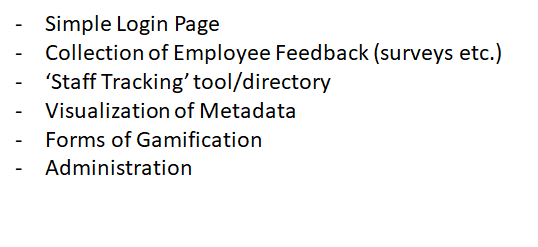 - Simple Login Page
- Collection of Employee Feedback (surveys etc.)
- ‘Staff Tracking’ tool/directory
- Visualization of Metadata
- Forms of Gamification
- Administration